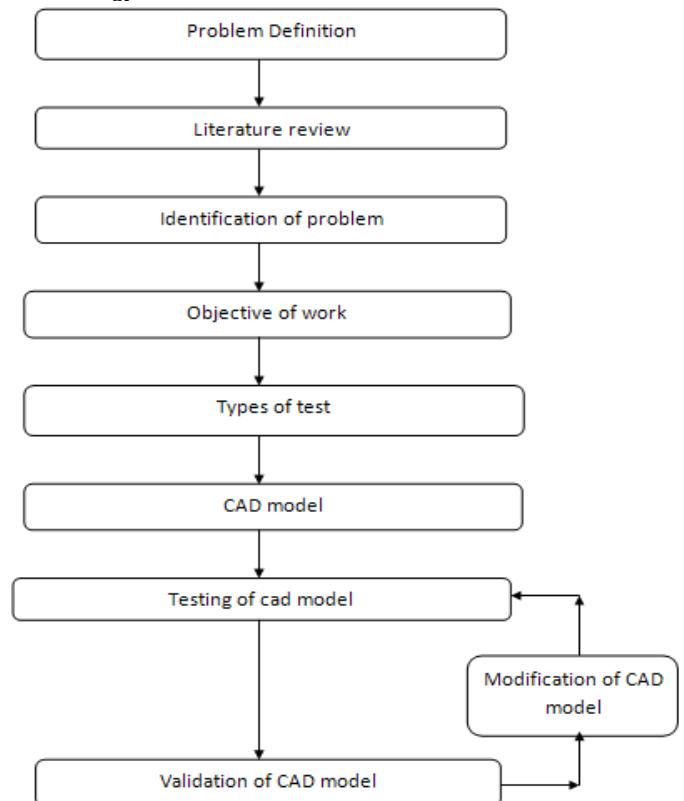 Problem Definition
Literature review
Identification of problem
Objective of work
Types of test
CAD model
Testing of cad model
Modification of CAD
model
Validation of CAD model